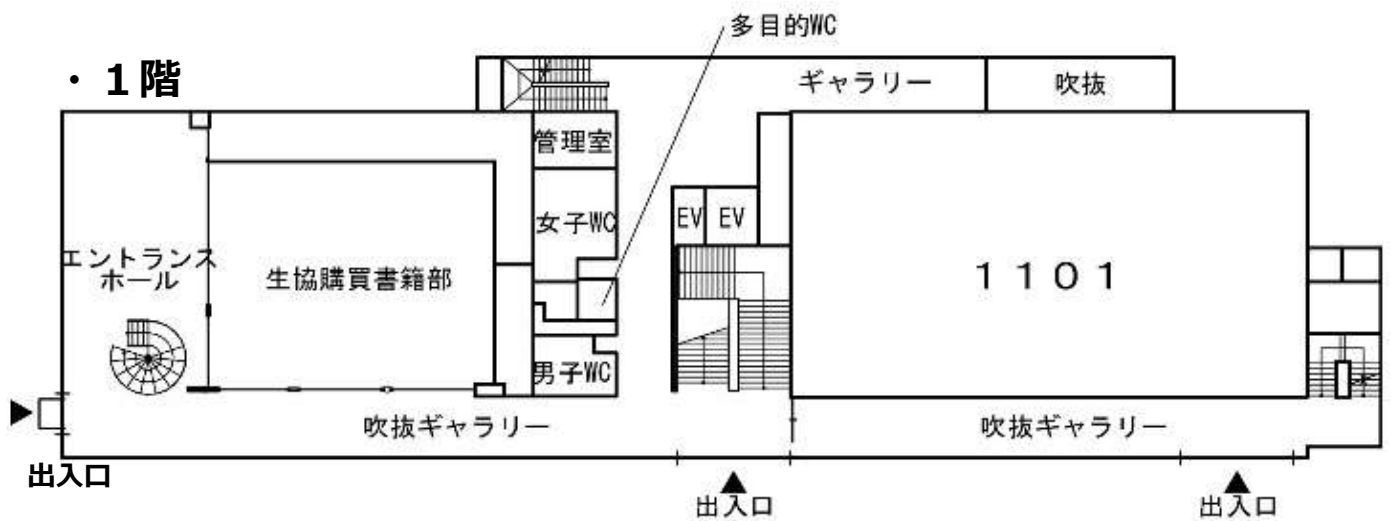 多目的WC
・１階
ギャラリー
吹抜
管理室
女子WC
EV
EV
エントランス
ホール
生協購買書籍部
１１０１
男子WC
吹抜ギャラリー
吹抜ギャラリー
出入口
出入口
出入口